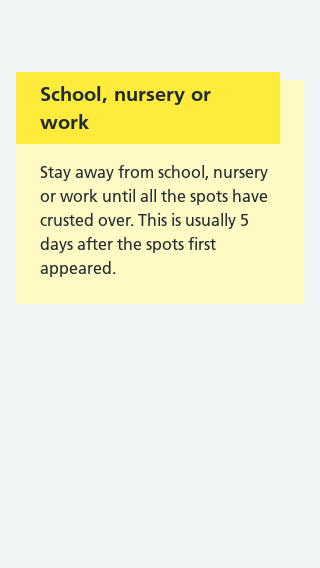 School, nursery or
work
Stay away from school, nursery
or work until all the spots have
crusted over. This is usually 5
days after the spots first
appeared.